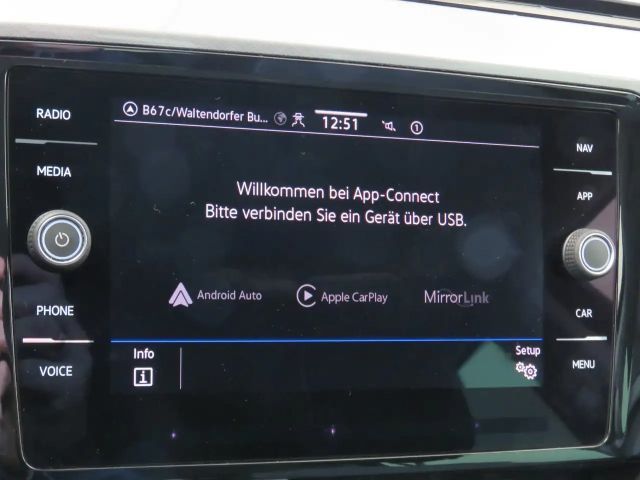 RADIO
MEDIA
PHONE
VOICE
B67c/Waltendorfer Bu... 12:51 1
Willkommen bei App-Connect
Bitte verbinden Sie ein Gerät über USB.
Android Auto Apple CarPlay MirrorLink
Info Setup
i
NAV
APP
CAR
MENU